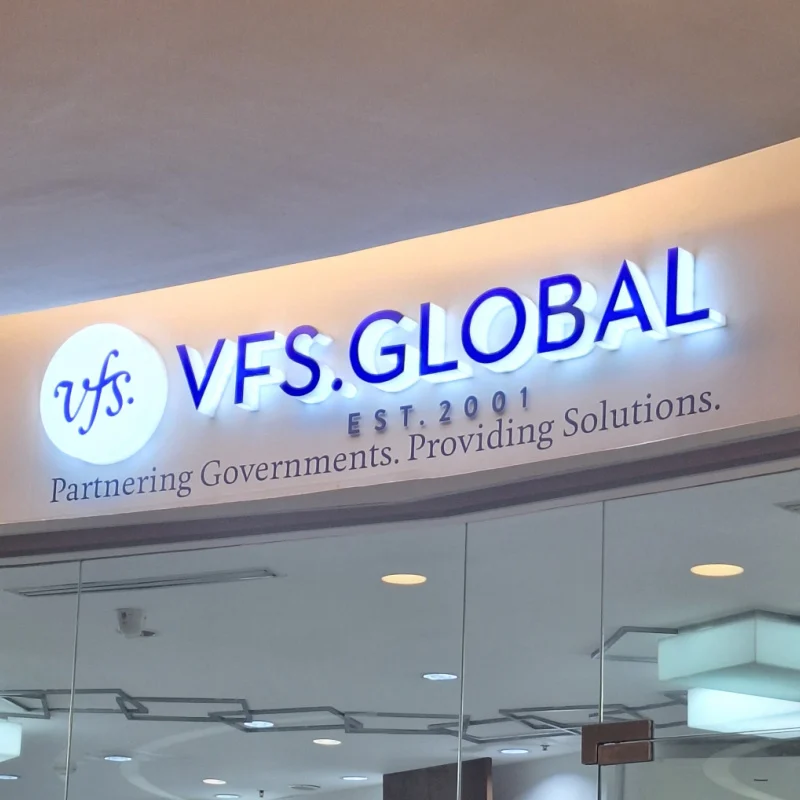 vfs.
VFS.GLOBAL
EST. 2001
Partnering Governments. Providing Solutions.